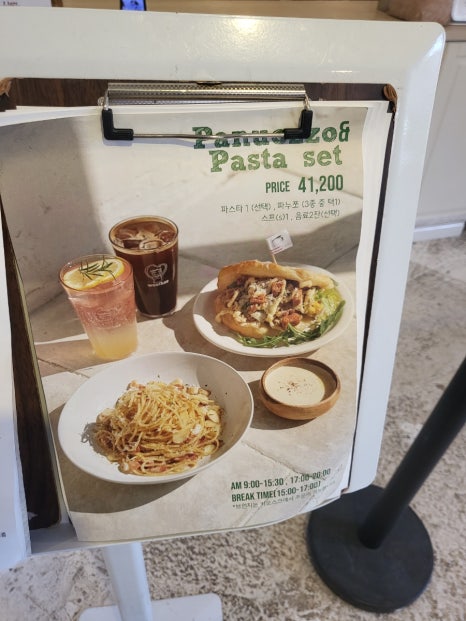 Panuozzo&
Pasta set
PRICE 41,200
파스타 1 (선택) , 파누쪼 (3종 중 택1)
스프(s)1 , 음료2잔(선택)
AM 9:00-15:30 , 17:00-20:00
BREAK TIME(15:00-17:00)